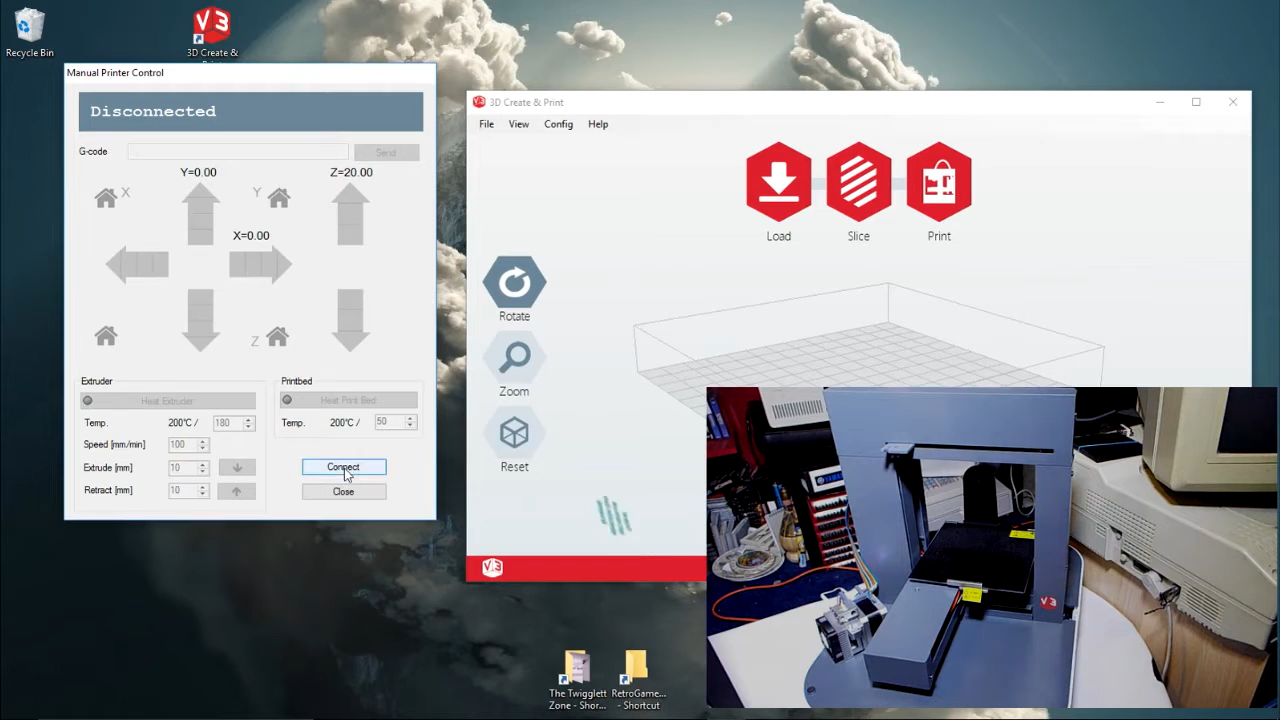 Recycle Bin
3D Create &
Manual Printer Control
Disconnected
G-code
Send
Y=0.00
Z=20.00
X
Y
X=0.00
Z
Extruder
Heat Extruder
Temp. 200°C / 180
Speed [mm/min] 100
Extrude [mm] 10
Retract [mm] 10
Printbed
Heat Print Bed
Temp. 200°C / 50
Connect
Close
3D Create & Print
File View Config Help
Load Slice Print
Rotate
Zoom
Reset
V3
The Twigglett
Zone - Shor...
RetroGame...
- Shortcut
V3